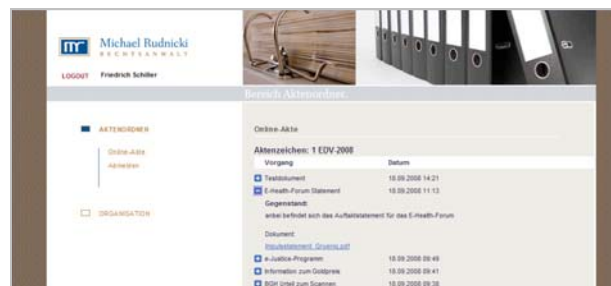 mr Michael Rudnicki
RECHTSANWALT
LOGOUT Friedrich Schiller
Bereich Aktenordner.
AKTENORDNER
Online-Akte
Abmelden
ORGANISATION
Online-Akte
Aktenzeichen: 1 EDV-2008
Vorgang Datum
Testdokument 18.09.2008 14:21
E-Health-Forum Statement 18.09.2008 11:13
Gegenstand:
anbei befindet sich das Auftaktstatement für das E-Health-Forum
Dokument:
e-Justice-Programm 18.09.2008 09:49
Information zum Goldpreis 18.09.2008 09:41
BGH Urteil zum Scannen 18.09.2008 09:38